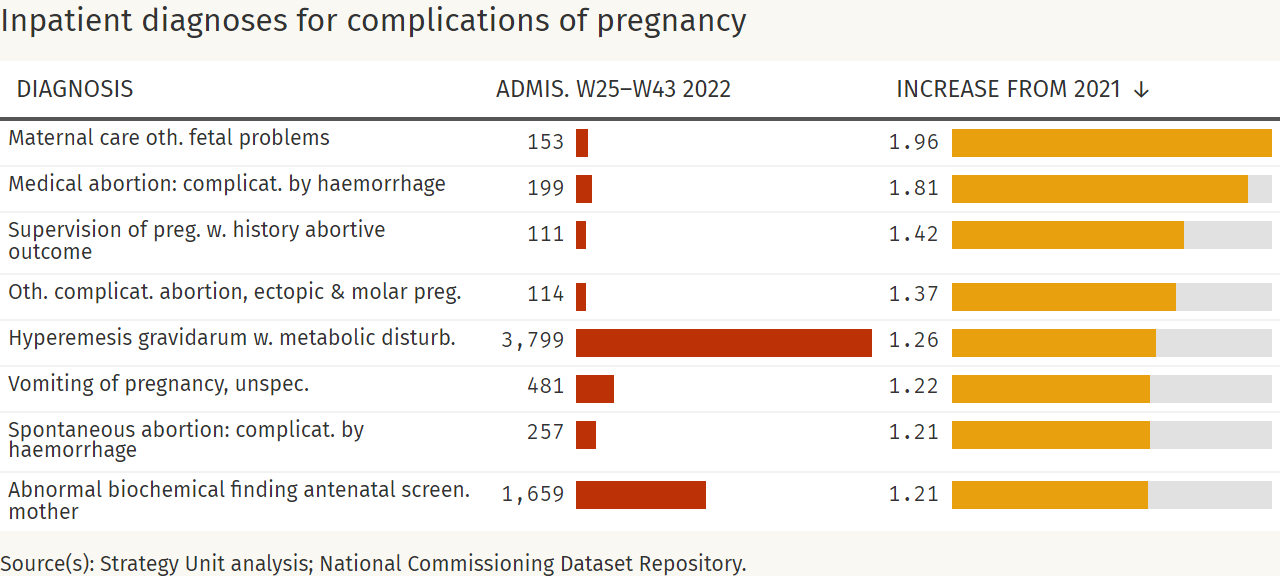 Inpatient diagnoses for complications of pregnancy
DIAGNOSIS ADMIS. W25–W43 2022 INCREASE FROM 2021 ↓
Maternal care oth. fetal problems 153 1.96
Medical abortion: complicat. by haemorrhage 199 1.81
Supervision of preg. w. history abortive 111 1.42
outcome
Oth. complicat. abortion, ectopic & molar preg. 114 1.37
Hyperemesis gravidarum w. metabolic disturb. 3,799 1.26
Vomiting of pregnancy, unspec. 481 1.22
Spontaneous abortion: complicat. by 257 1.21
haemorrhage
Abnormal biochemical finding antenatal screen. 1,659 1.21
mother
Source(s): Strategy Unit analysis; National Commissioning Dataset Repository.